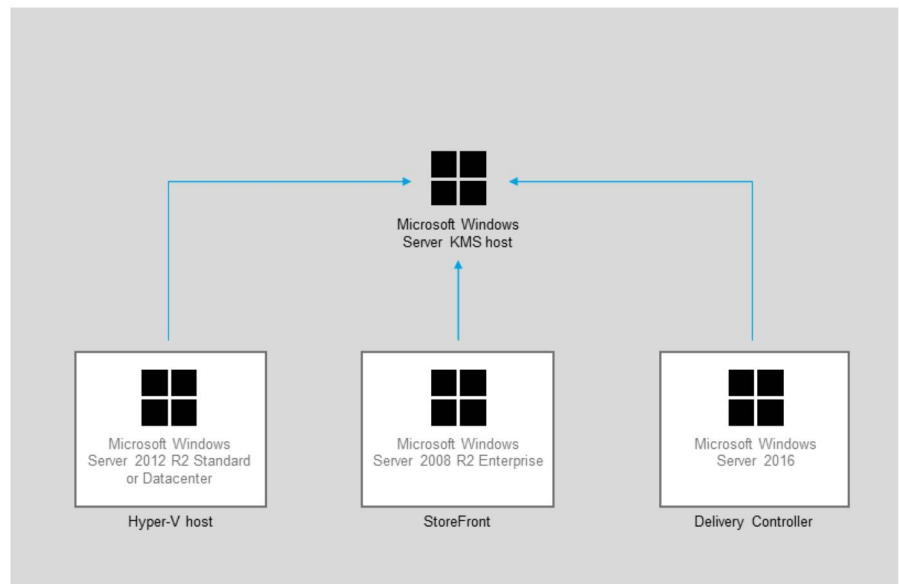 Microsoft Windows
Server KMS host
Microsoft Windows
Server 2012 R2 Standard
or Datacenter
Hyper-V host
Microsoft Windows
Server 2008 R2 Enterprise
StoreFront
Microsoft Windows
Server 2016
Delivery Controller